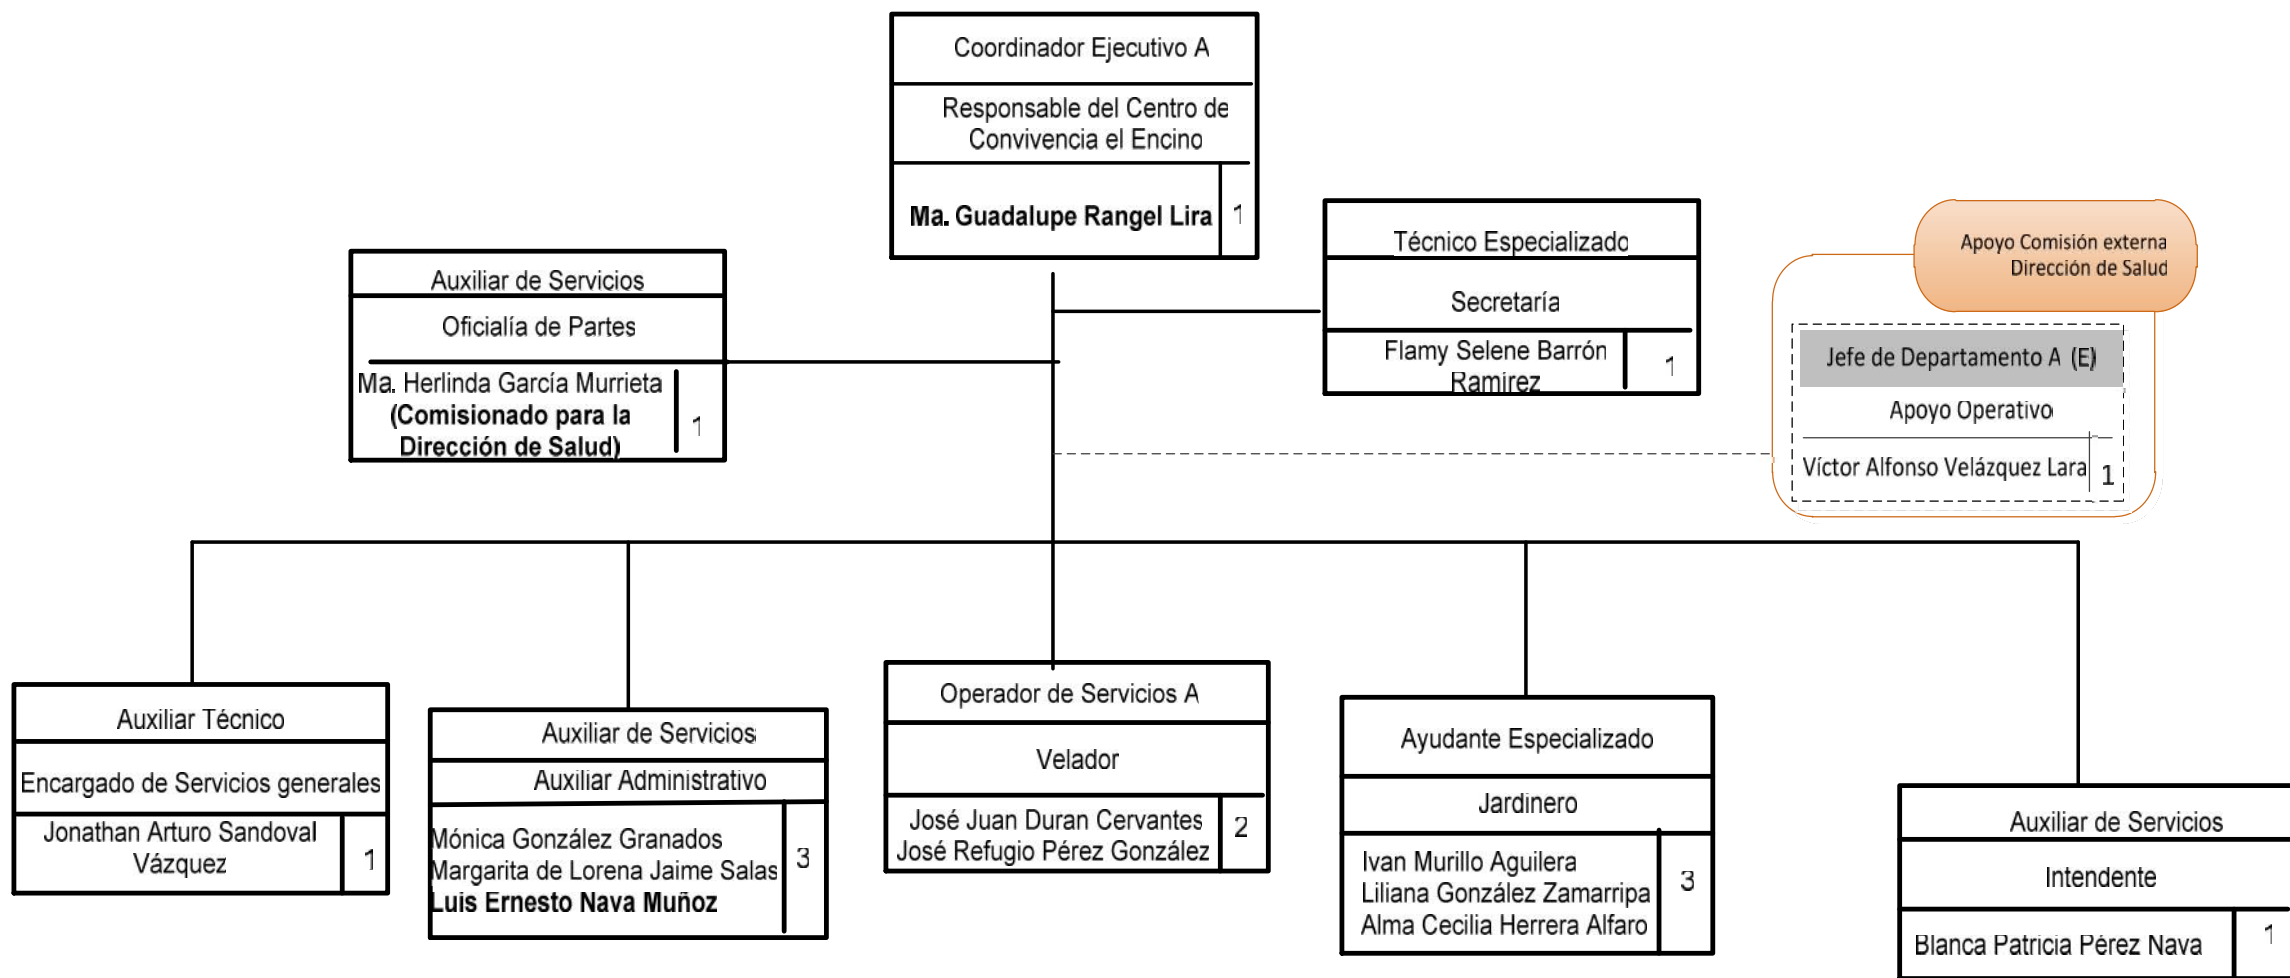 Coordinador Ejecutivo A
Responsable del Centro de
Convivencia el Encino
Ma. Guadalupe Rangel Lira
1
Técnico Especializado
Secretaría
Flamy Selene Barrón
Ramirez
1
Apoyo Comisión externa
Dirección de Salud
Jefe de Departamento A (E)
Apoyo Operativo
Víctor Alfonso Velázquez Lara
1
Auxiliar de Servicios
Oficialía de Partes
Ma. Herlinda García Murrieta
(Comisionado para la
Dirección de Salud)
1
Auxiliar Técnico
Encargado de Servicios generales
Jonathan Arturo Sandoval
Vázquez
1
Auxiliar de Servicios
Auxiliar Administrativo
Mónica González Granados
Margarita de Lorena Jaime Salas
Luis Ernesto Nava Muñoz
3
Operador de Servicios A
Velador
José Juan Duran Cervantes
José Refugio Pérez González
2
Ayudante Especializado
Jardinero
Ivan Murillo Aguilera
Liliana González Zamarripa
Alma Cecilia Herrera Alfaro
3
Auxiliar de Servicios
Intendente
Blanca Patricia Pérez Nava
1